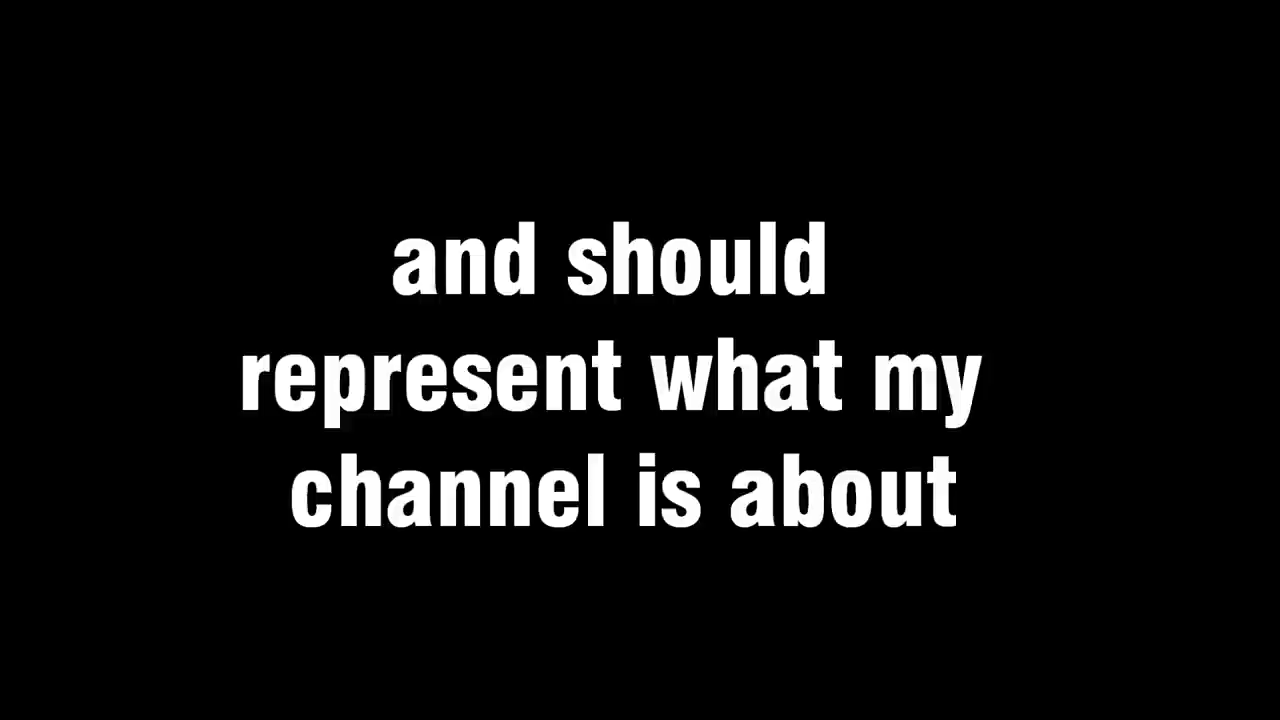 and should
represent what my
channel is about